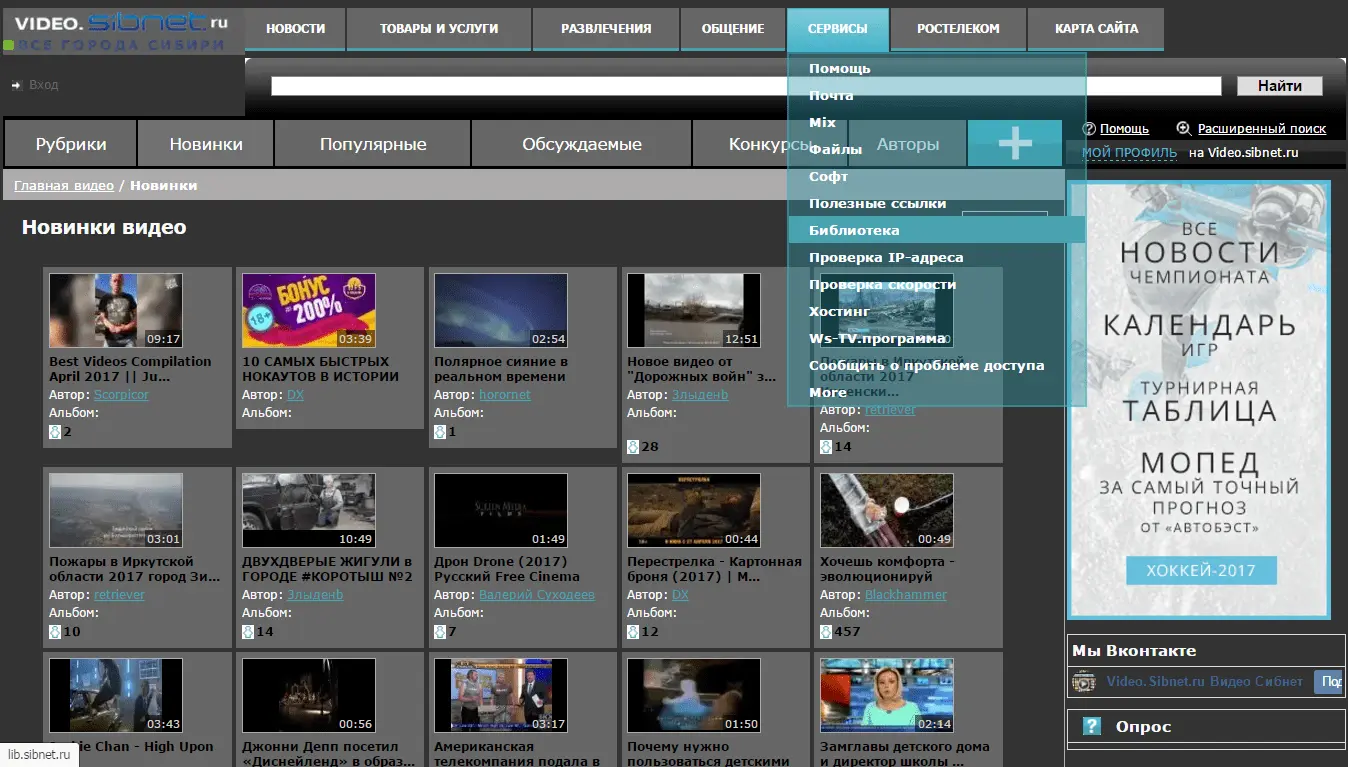 VIDEO.sibnet.ru
ВСЕ ГОРОДА СИБИРИ
НОВОСТИ
ТОВАРЫ И УСЛУГИ
РАЗВЛЕЧЕНИЯ
ОБЩЕНИЕ
СЕРВИСЫ
РОСТЕЛЕКОМ
КАРТА САЙТА
Вход
Найти
Помощь
Почта
Mix
Файлы
Софт
Полезные ссылки
Библиотека
Проверка IP-адреса
Проверка скорости
Хостинг
Ws-TV.программа
Сообщить о проблеме доступа
More
Рубрики
Новинки
Популярные
Обсуждаемые
Конкурсы
Авторы
+
Помощь
Расширенный поиск
МОЙ ПРОФИЛЬ на Video.sibnet.ru
Главная видео / Новинки
Новинки видео
09:17
Best Videos Compilation
April 2017 || Ju...
Автор: Scorpicor
Альбом:
2
БОНУС
200%
18+
03:39
10 САМЫХ БЫСТРЫХ
НОКАУТОВ В ИСТОРИИ
Автор: DX
Альбом:
02:54
Полярное сияние в
реальном времени
Автор: horornet
Альбом:
1
12:51
Новое видео от
"Дорожных войн" з...
Автор: Злыденb
Альбом:
28
Пожары в Иркутской
области 2017
Автор: retriever
Альбом:
14
03:01
Пожары в Иркутской
области 2017 город Зи...
Автор: retriever
Альбом:
10
10:49
ДВУХДВЕРЫЕ ЖИГУЛИ в
ГОРОДЕ #КОРОТЫШ №2
Автор: Злыденb
Альбом:
14
SCREEN MEDIA
FILMS
01:49
Дрон Drone (2017)
Русский Free Cinema
Автор: Валерий Суходеев
Альбом:
7
ПЕРЕСТРЕЛКА
00:44
Перестрелка - Картонная
броня (2017) | М...
Автор: DX
Альбом:
12
00:49
Хочешь комфорта -
эволюционируй
Автор: Blackhammer
Альбом:
457
03:43
Chan - High Upon
00:56
Джонни Депп посетил
«Диснейленд» в образ...
03:17
Американская
телекомпания подала в
01:50
Почему нужно
пользоваться детскими
02:14
Замглавы детского дома
и директор школы ...
ВСЕ
НОВОСТИ
ЧЕМПИОНАТА
КАЛЕНДАРЬ
ИГР
ТУРНИРНАЯ
ТАБЛИЦА
МОПЕД
ЗА САМЫЙ ТОЧНЫЙ
ПРОГНОЗ
ОТ «АВТОБЭСТ»
ХОККЕЙ-2017
Мы Вконтакте
Video.Sibnet.ru Видео Сибнет
Под
Опрос
lib.sibnet.ru